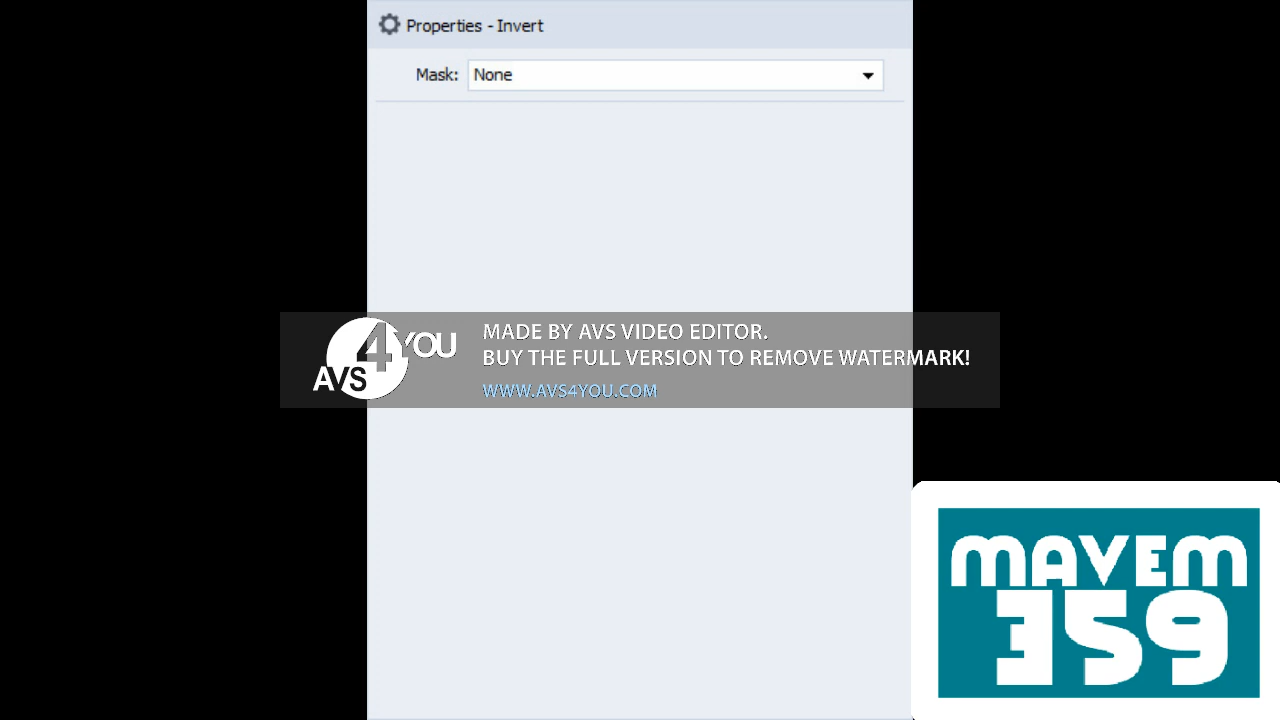 Properties - Invert
Mask: None
AVS4YOU
MADE BY AVS VIDEO EDITOR.
BUY THE FULL VERSION TO REMOVE WATERMARK!
WWW.AVS4YOU.COM
MAVEM
359